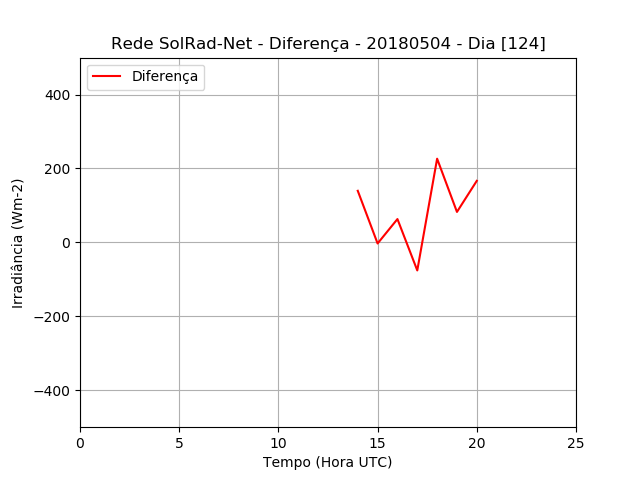 Rede SolRad-Net - Diferença - 20180504 - Dia [124]
Diferença
400
200
0
−200
−400
Irradiância (Wm-2)
0 5 10 15 20 25
Tempo (Hora UTC)